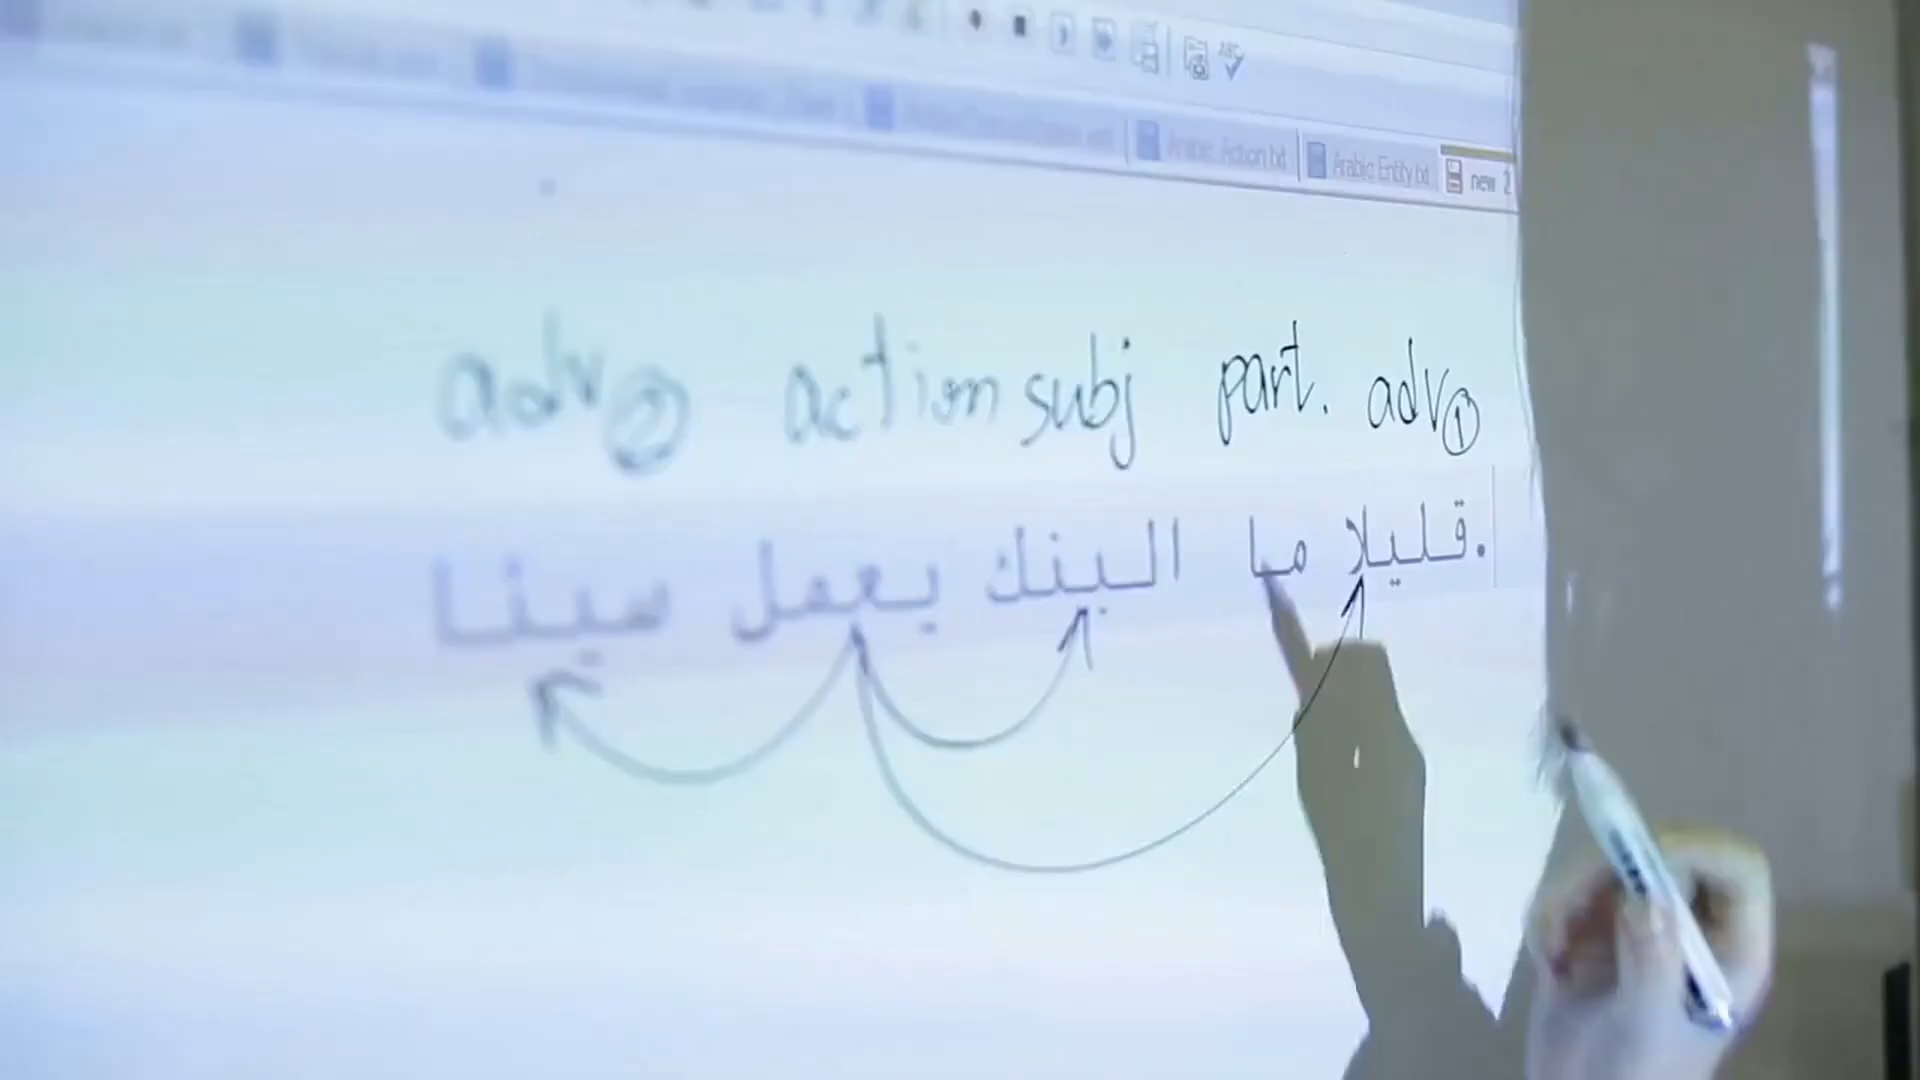 Arabic Action.txt Arabic Entity.txt new 2
adv② action subj part. adv①
قليلا ما البنك يعمل سيئا.